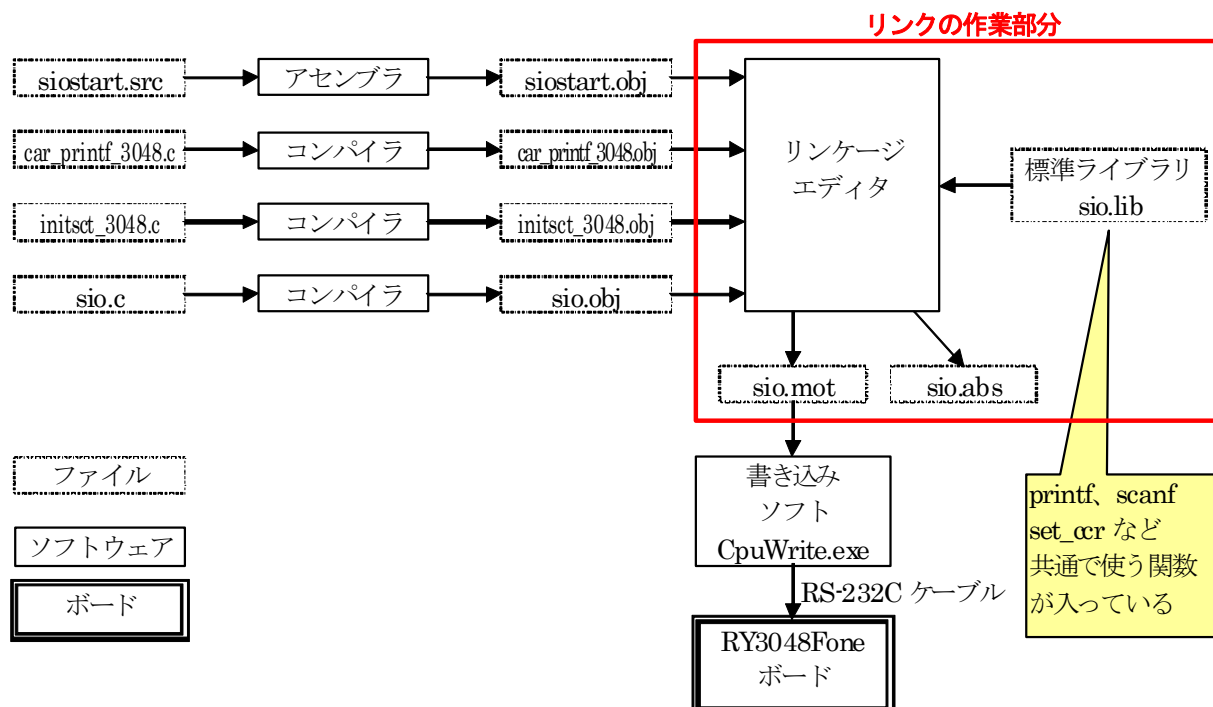 リンクの作業部分
siostart.src
アセンブラ
siostart.obj
car_printf_3048.c
コンパイラ
car_printf_3048.obj
initsct_3048.c
コンパイラ
initsct_3048.obj
sio.c
コンパイラ
sio.obj
リンケージ
エディタ
標準ライブラリ
sio.lib
sio.mot
sio.abs
ファイル
ソフトウェア
ボード
書き込み
ソフト
CpuWrite.exe
RS-232C ケーブル
RY3048Fone
ボード
printf、scanf
set_ccr など
共通で使う関数
が入っている